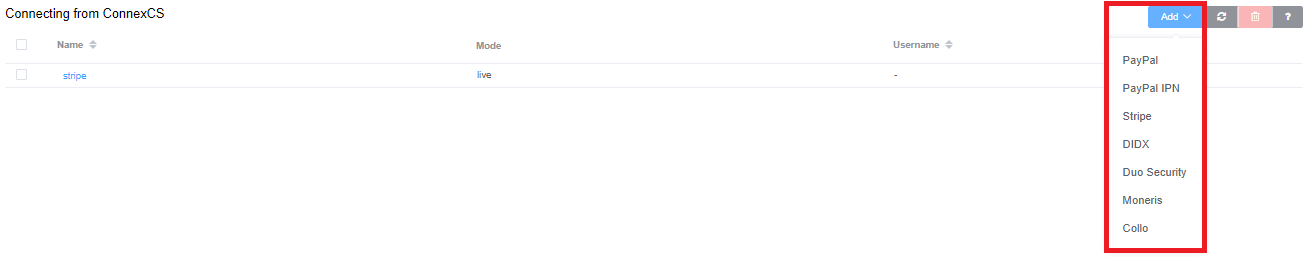 Connecting from ConnexCS
Add
?
Name Mode Username
stripe live -
PayPal
PayPal IPN
Stripe
DIDX
Duo Security
Moneris
Collo